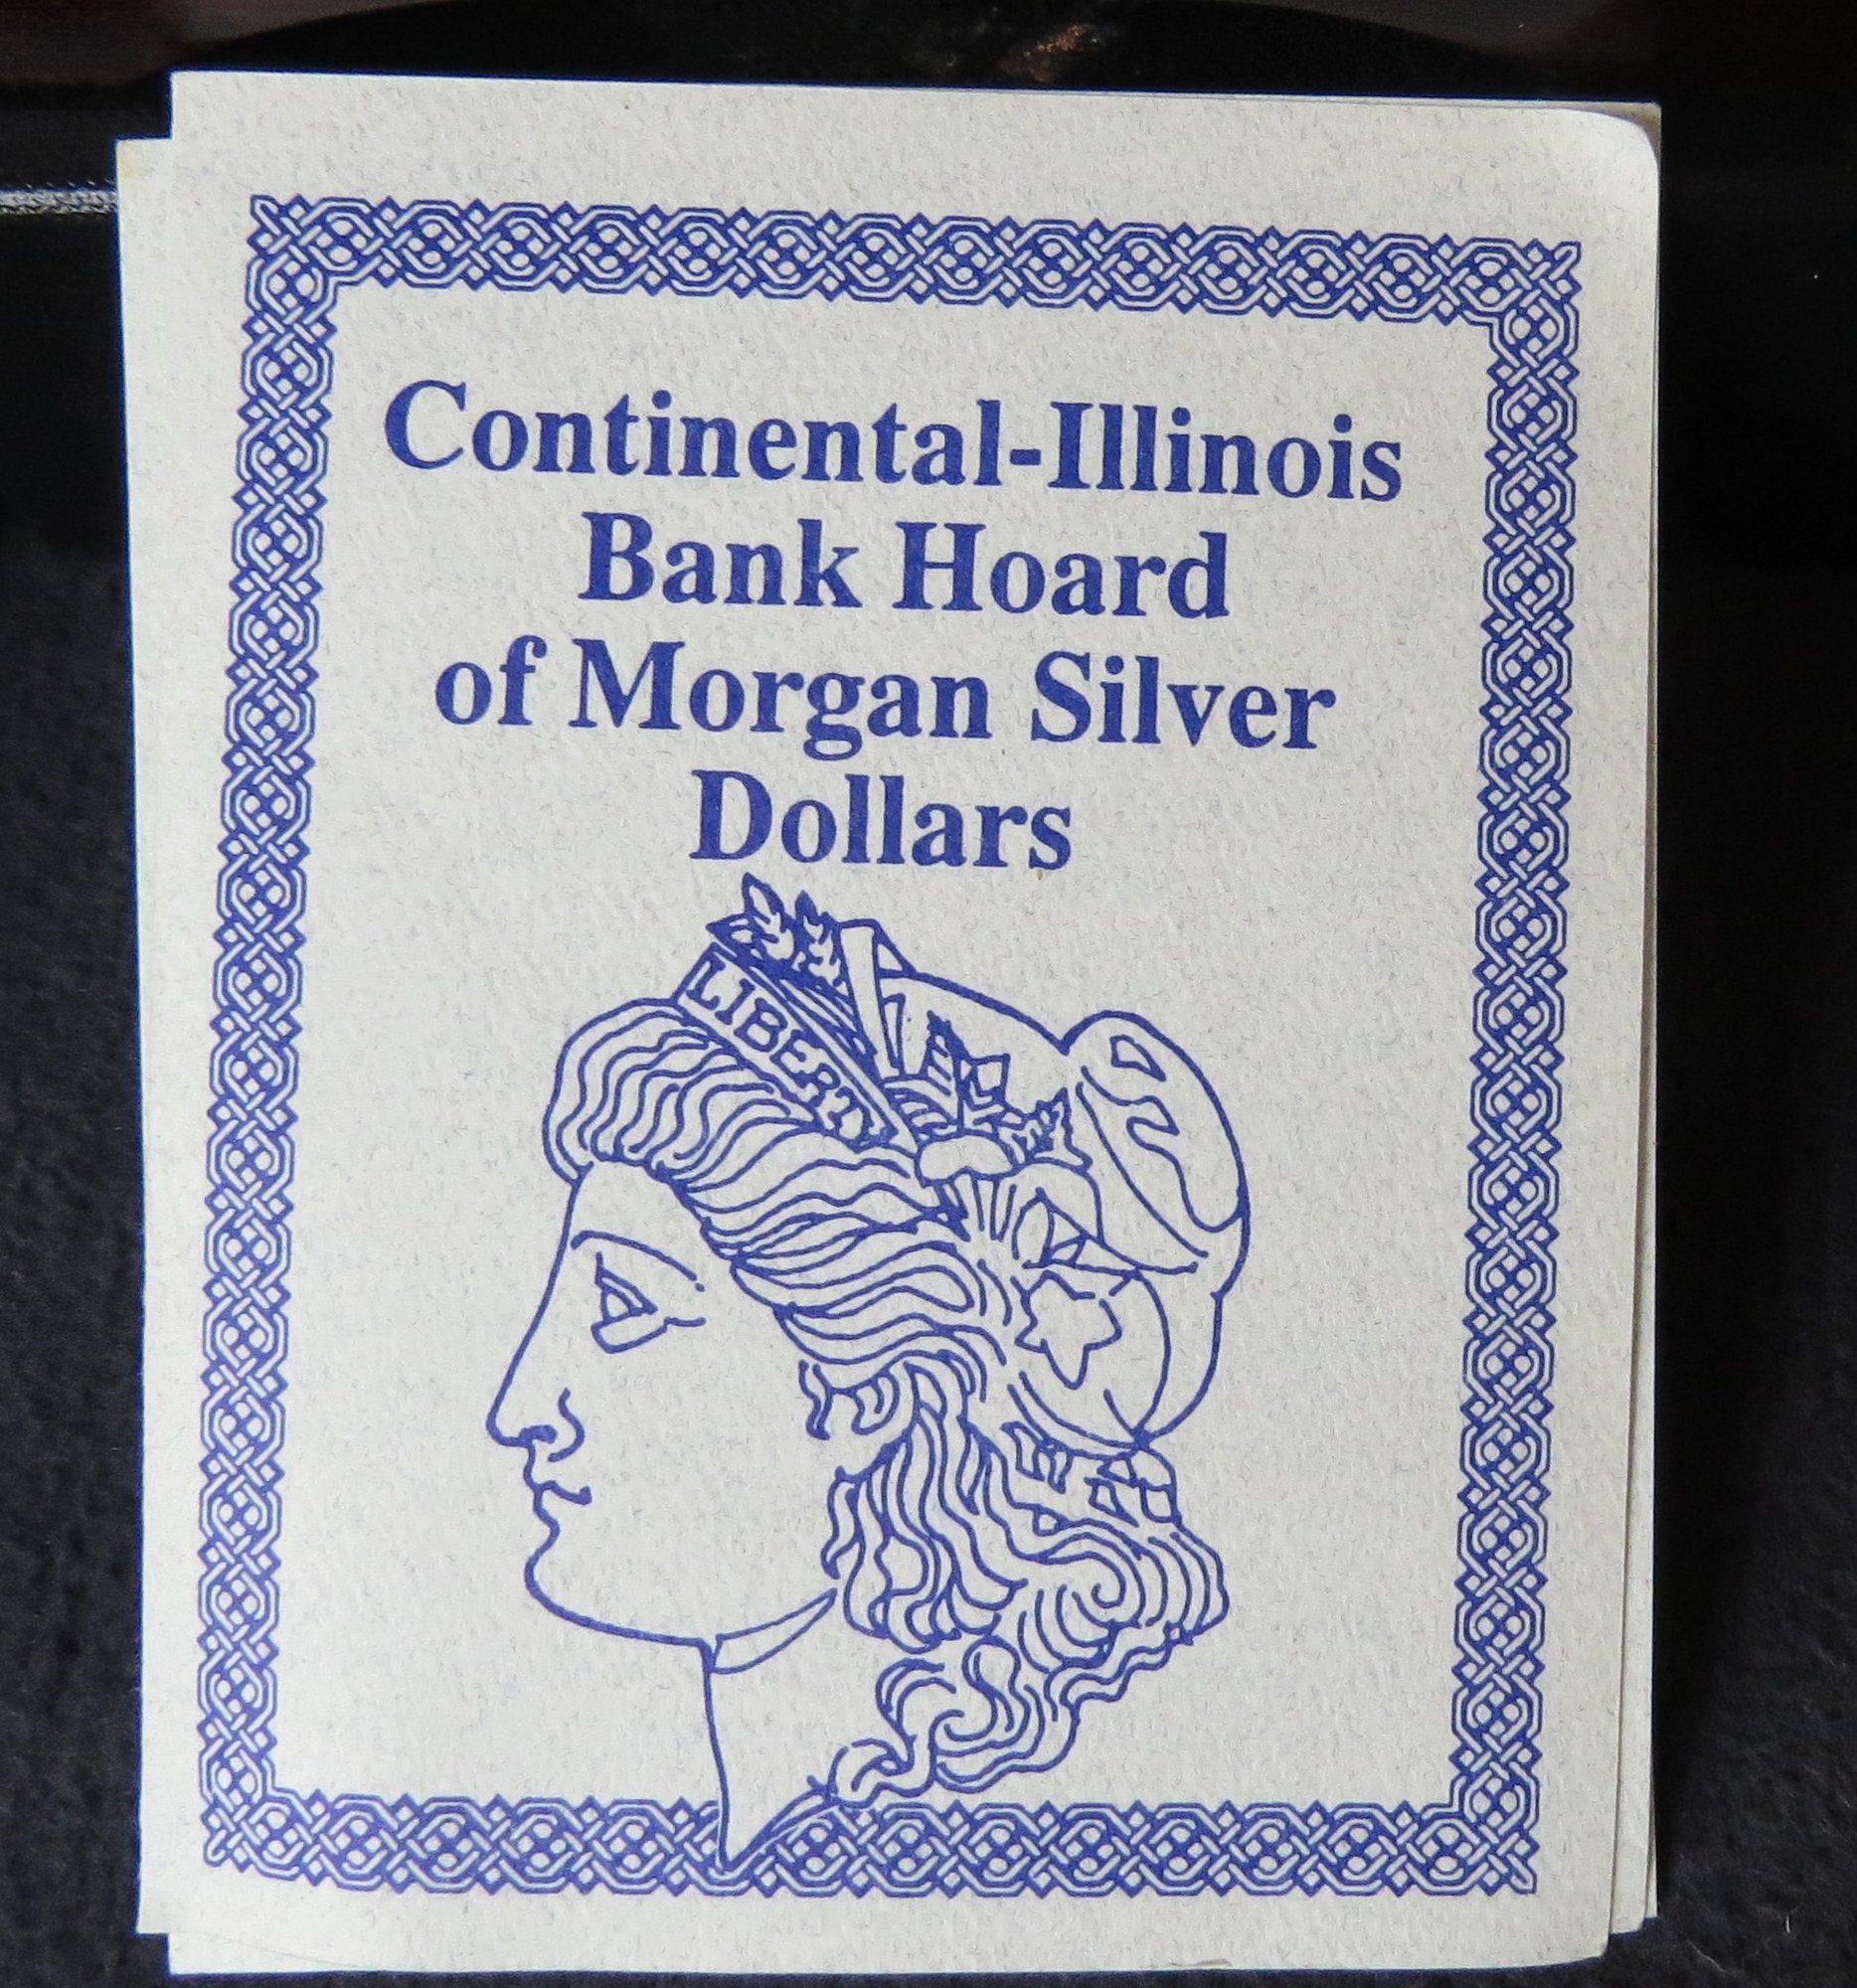 Continental-Illinois
Bank Hoard
of Morgan Silver
Dollars
LIBERTY